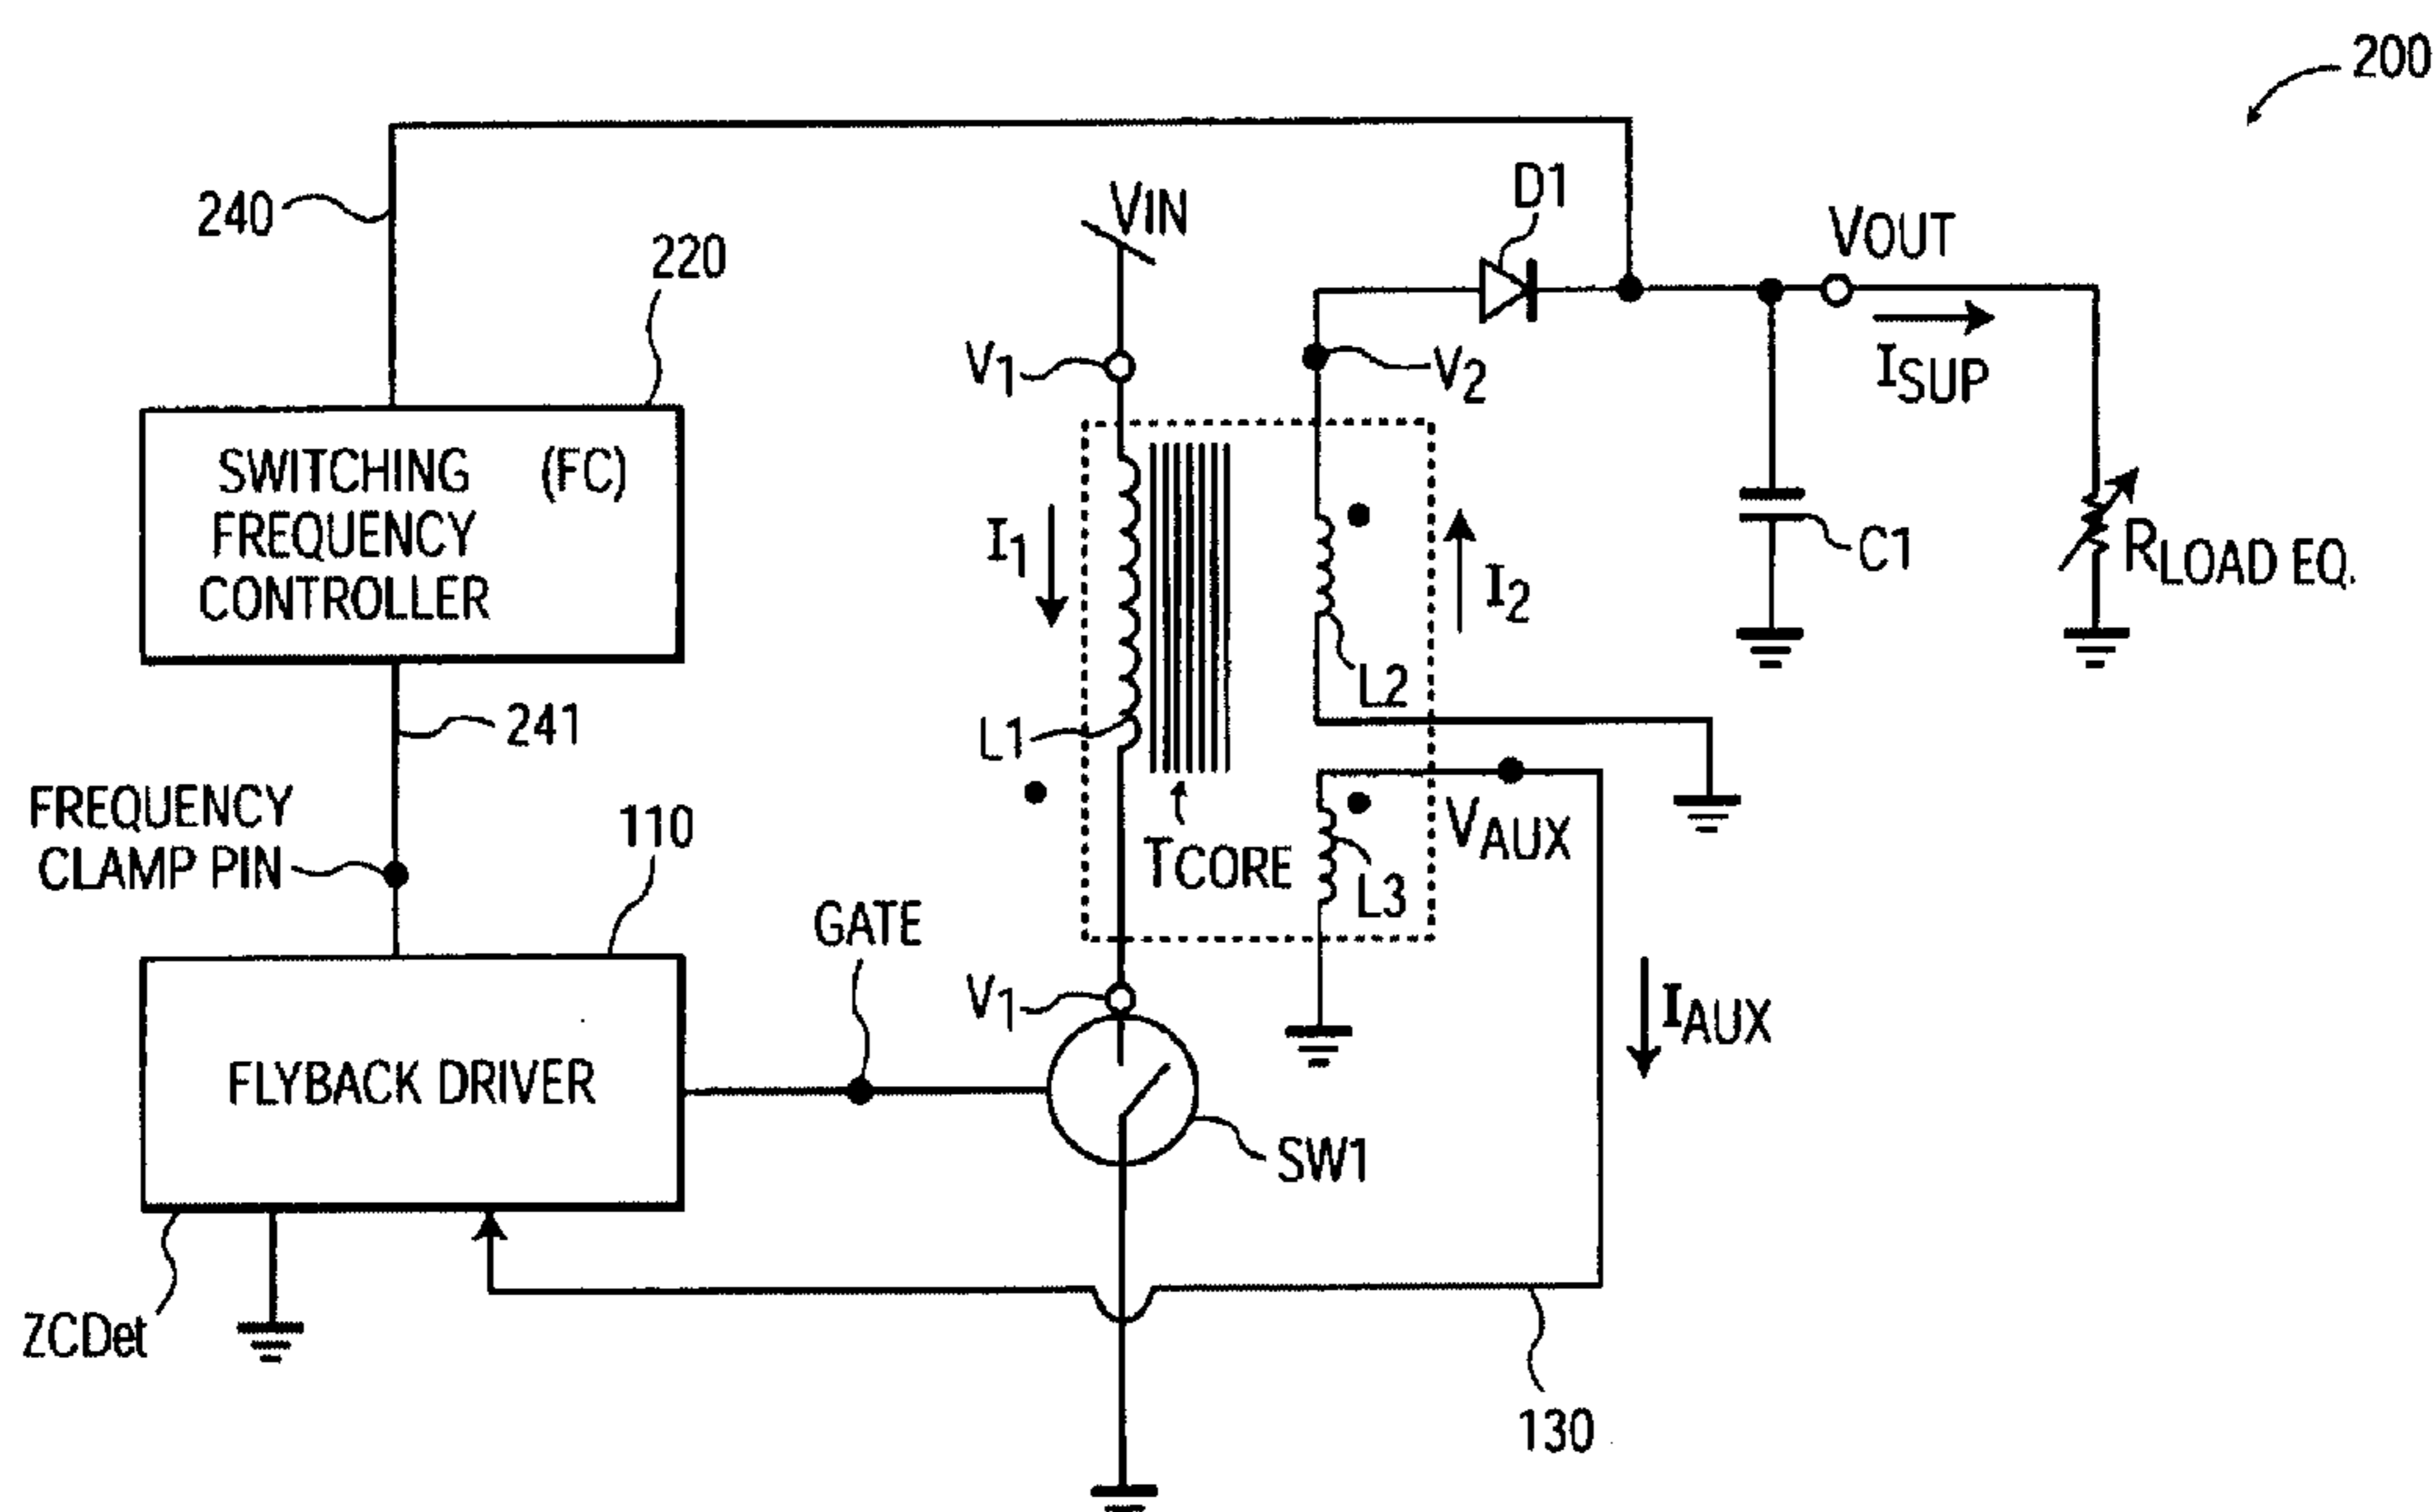 200
240
220
VIN
D1
VOUT
V1
V2
ISUP
SWITCHING (FC)
FREQUENCY
CONTROLLER
I1
I2
C1
RLOAD EQ.
L2
241
L1
FREQUENCY
CLAMP PIN
110
TCORE
VAUX
L3
GATE
V1
IAUX
FLYBACK DRIVER
SW1
ZCDet
130